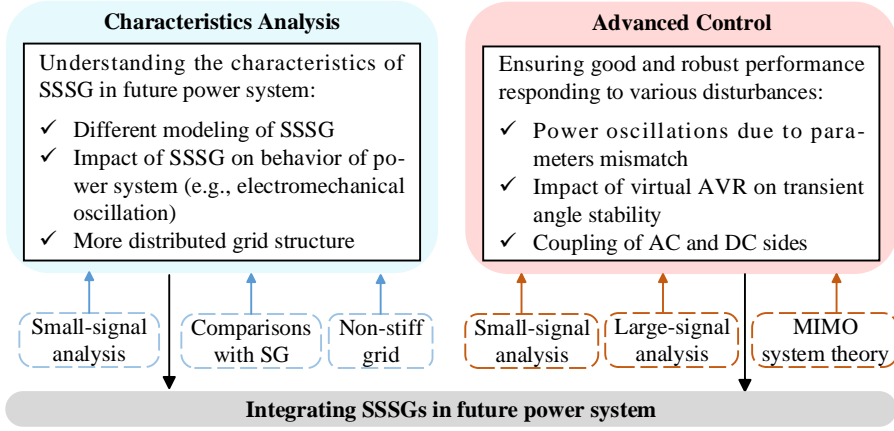 Characteristics Analysis
Understanding the characteristics of
SSSG in future power system:
✓ Different modeling of SSSG
✓ Impact of SSSG on behavior of po-
wer system (e.g., electromechanical
oscillation)
✓ More distributed grid structure
Small-signal
analysis
Comparisons
with SG
Non-stiff
grid
Advanced Control
Ensuring good and robust performance
responding to various disturbances:
✓ Power oscillations due to para-
meters mismatch
✓ Impact of virtual AVR on transient
angle stability
✓ Coupling of AC and DC sides
Small-signal
analysis
Large-signal
analysis
MIMO
system theory
Integrating SSSGs in future power system